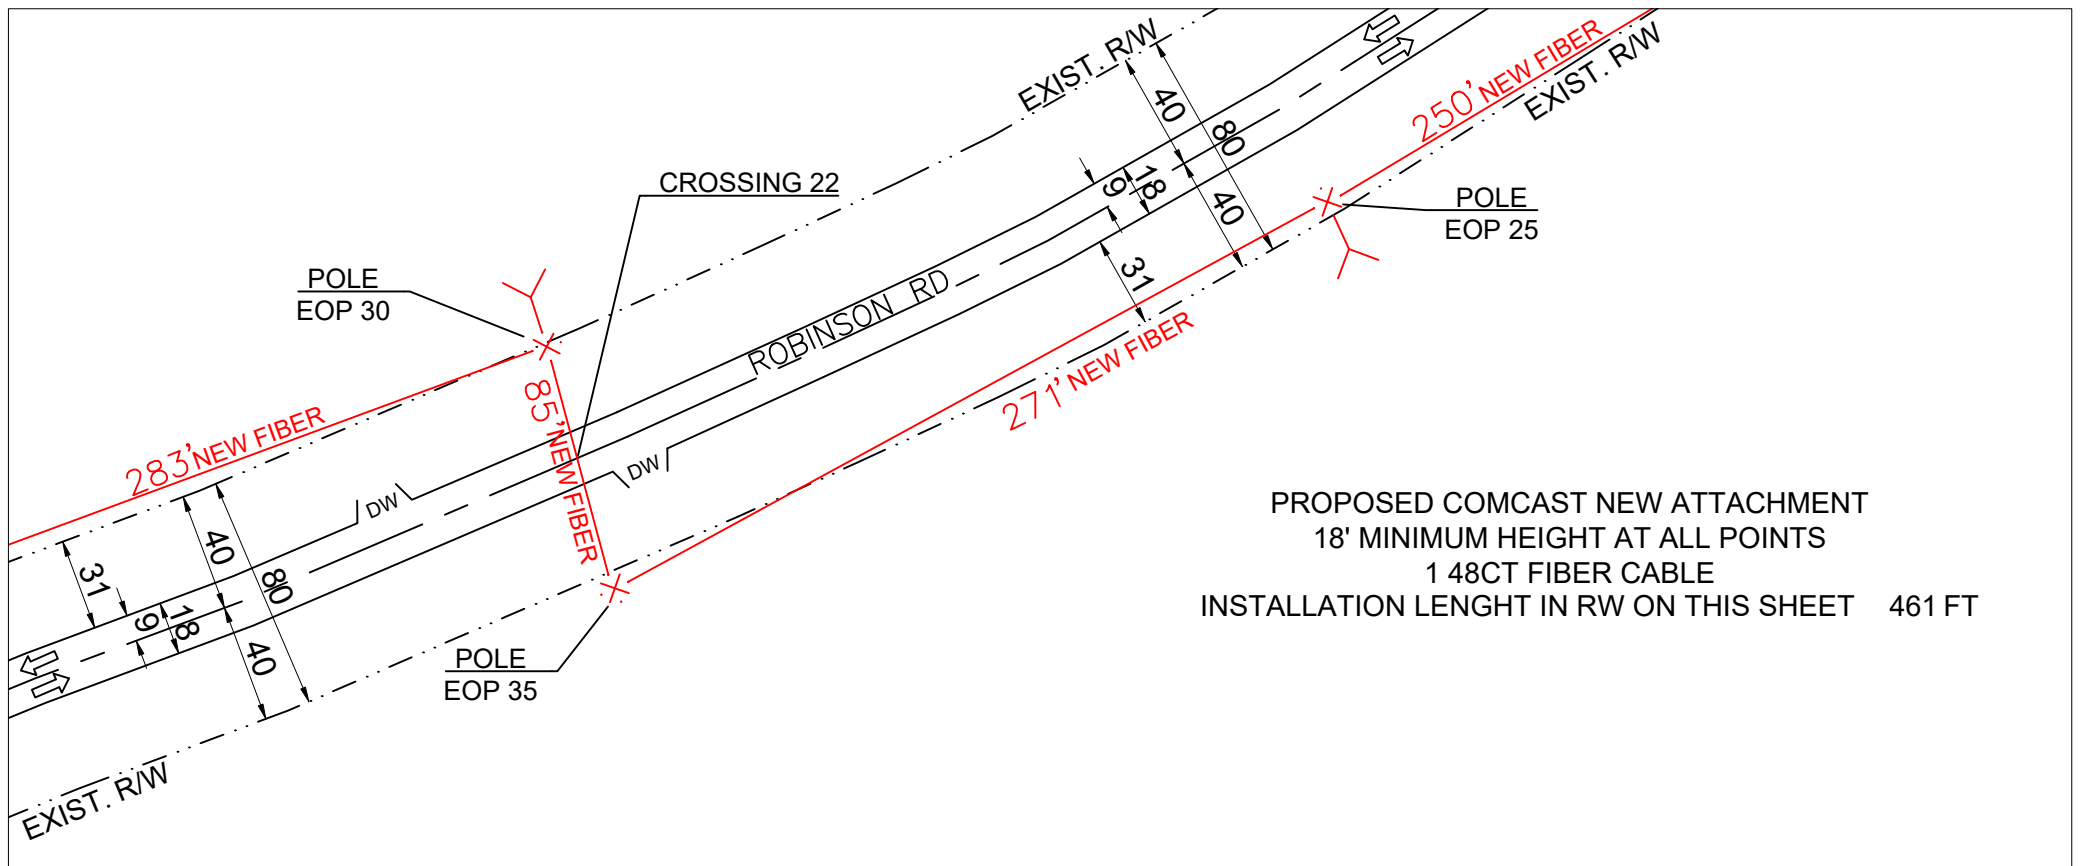 EXIST. R/W
40
80
40
9
18
31
250' NEW FIBER
EXIST. R/W
CROSSING 22
POLE
EOP 25
POLE
EOP 30
ROBINSON RD
85' NEW FIBER
271' NEW FIBER
283' NEW FIBER
DW
DW
31
40
80
9
18
40
POLE
EOP 35
EXIST. R/W
PROPOSED COMCAST NEW ATTACHMENT
18' MINIMUM HEIGHT AT ALL POINTS
1 48CT FIBER CABLE
INSTALLATION LENGHT IN RW ON THIS SHEET 461 FT